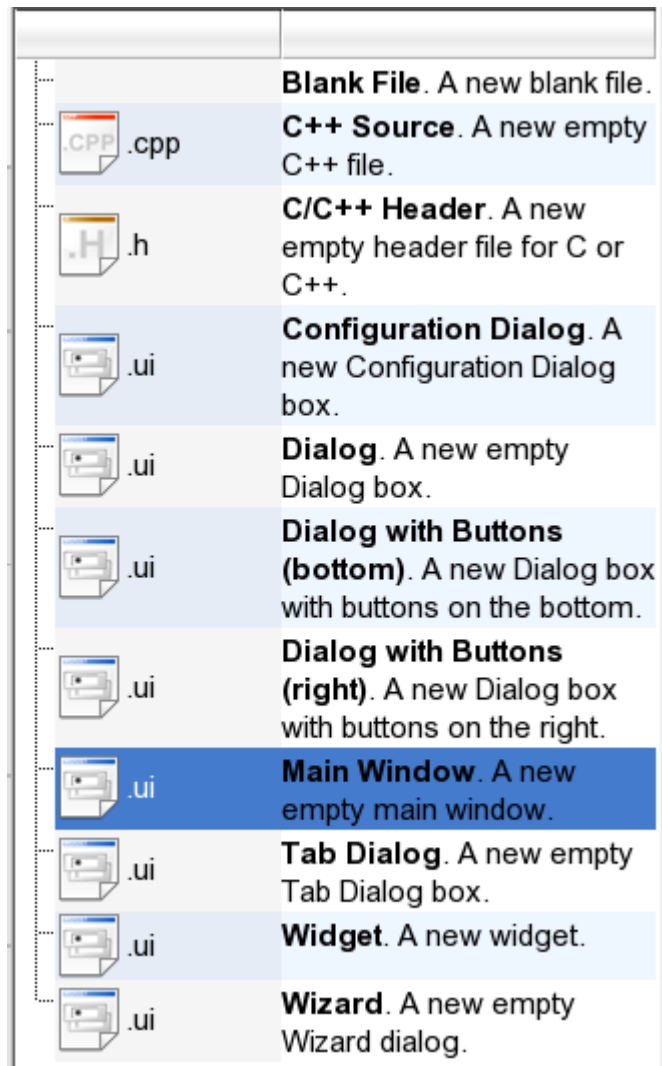 Blank File. A new blank file.
.CPP .cpp C++ Source. A new empty
C++ file.
.H .h C/C++ Header. A new
empty header file for C or
C++.
.ui Configuration Dialog. A
new Configuration Dialog
box.
.ui Dialog. A new empty
Dialog box.
.ui Dialog with Buttons
(bottom). A new Dialog box
with buttons on the bottom.
.ui Dialog with Buttons
(right). A new Dialog box
with buttons on the right.
.ui Main Window. A new
empty main window.
.ui Tab Dialog. A new empty
Tab Dialog box.
.ui Widget. A new widget.
.ui Wizard. A new empty
Wizard dialog.